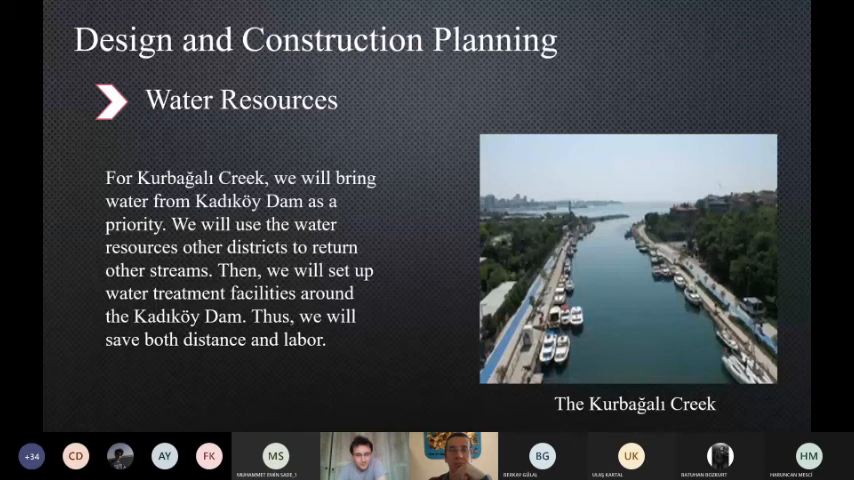 Design and Construction Planning
Water Resources
For Kurbağalı Creek, we will bring
water from Kadıköy Dam as a
priority. We will use the water
resources other districts to return
other streams. Then, we will set up
water treatment facilities around
the Kadıköy Dam. Thus, we will
save both distance and labor.
The Kurbağalı Creek
+34
CD
AY
FK
MS
BG
UK
HM
MUHAMMET EMİN SADE_1
BERKAY GÜLAL
ULAŞ KARTAL
BATUHAN BOZKURT
HARUNCAN MESCİ